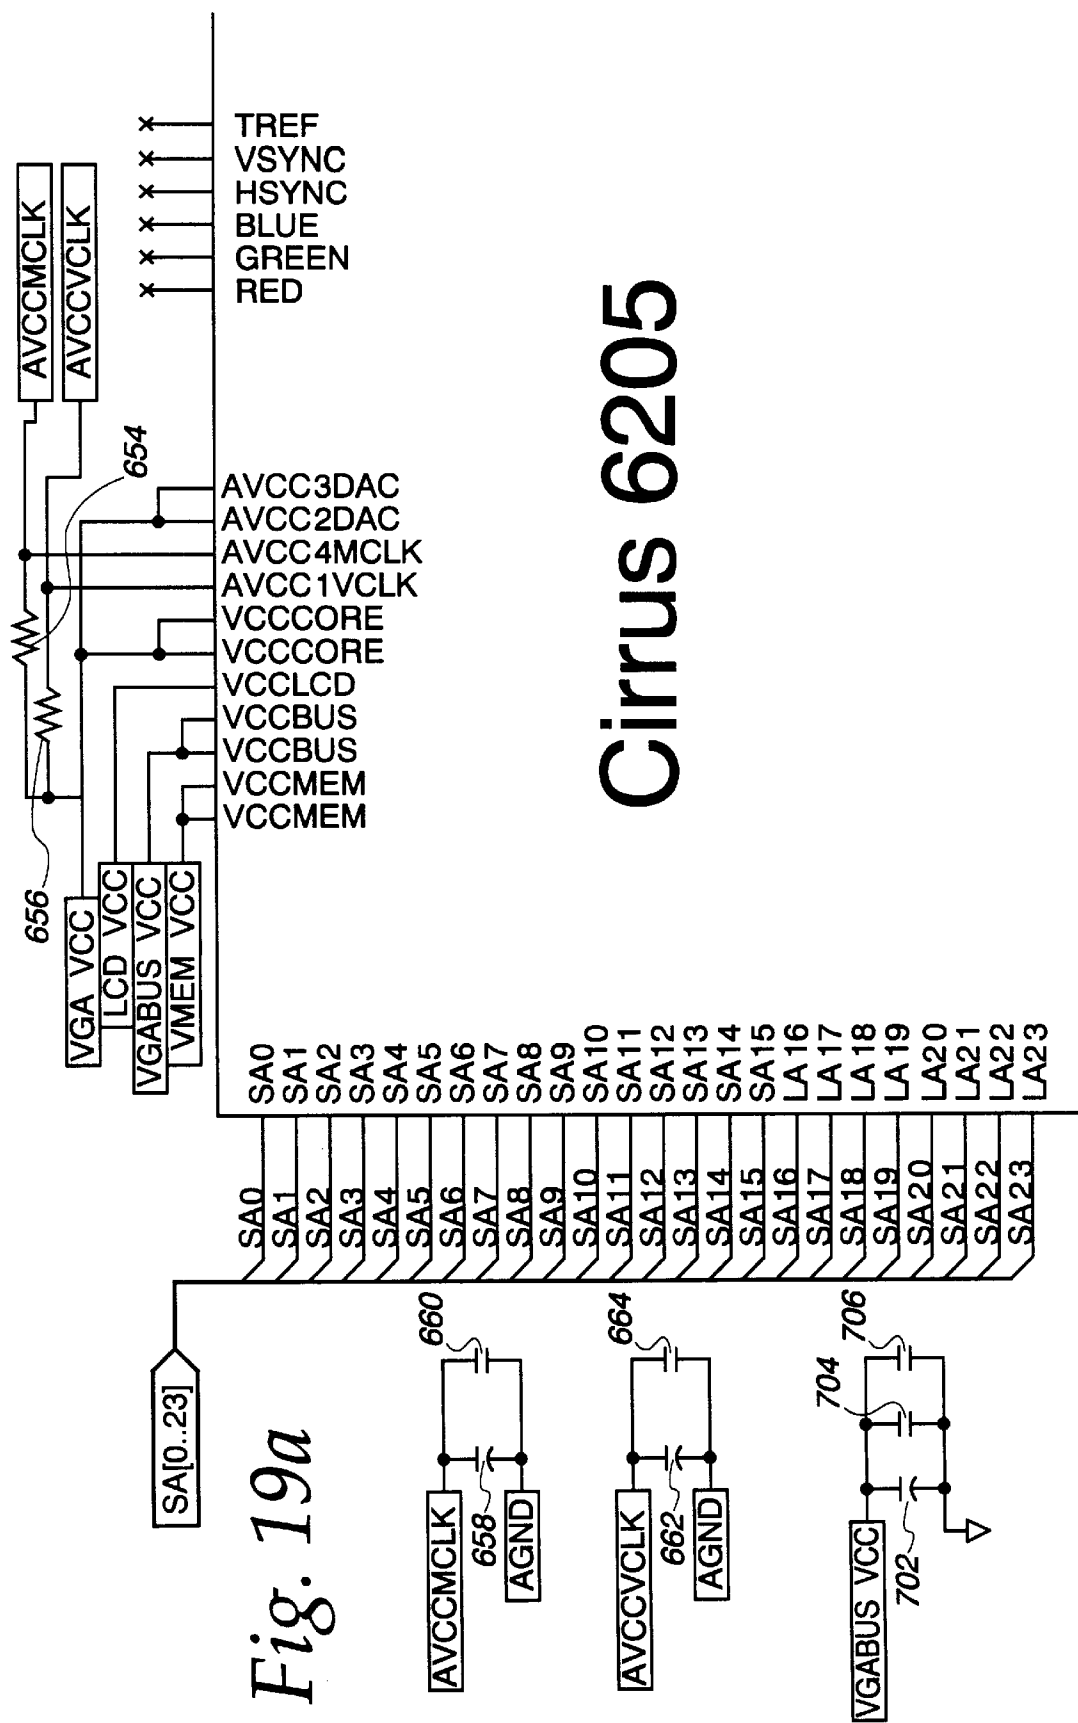 AVCCMCLK
AVCCVCLK
654
656
VGA VCC
LCD VCC
VGABUS VCC
VMEM VCC
TREF
VSYNC
HSYNC
BLUE
GREEN
RED
AVCC3DAC
AVCC2DAC
AVCC4MCLK
AVCC1VCLK
VCCCORE
VCCCORE
VCCLCD
VCCBUS
VCCBUS
VCCMEM
VCCMEM
Cirrus 6205
SA0
SA1
SA2
SA3
SA4
SA5
SA6
SA7
SA8
SA9
SA10
SA11
SA12
SA13
SA14
SA15
LA16
LA17
LA18
LA19
LA20
LA21
LA22
LA23
SA0
SA1
SA2
SA3
SA4
SA5
SA6
SA7
SA8
SA9
SA10
SA11
SA12
SA13
SA14
SA15
SA16
SA17
SA18
SA19
SA20
SA21
SA22
SA23
SA[0..23]
Fig. 19a
AVCCMCLK
658
660
AGND
AVCCVCLK
662
664
AGND
VGABUS VCC
702
704
706